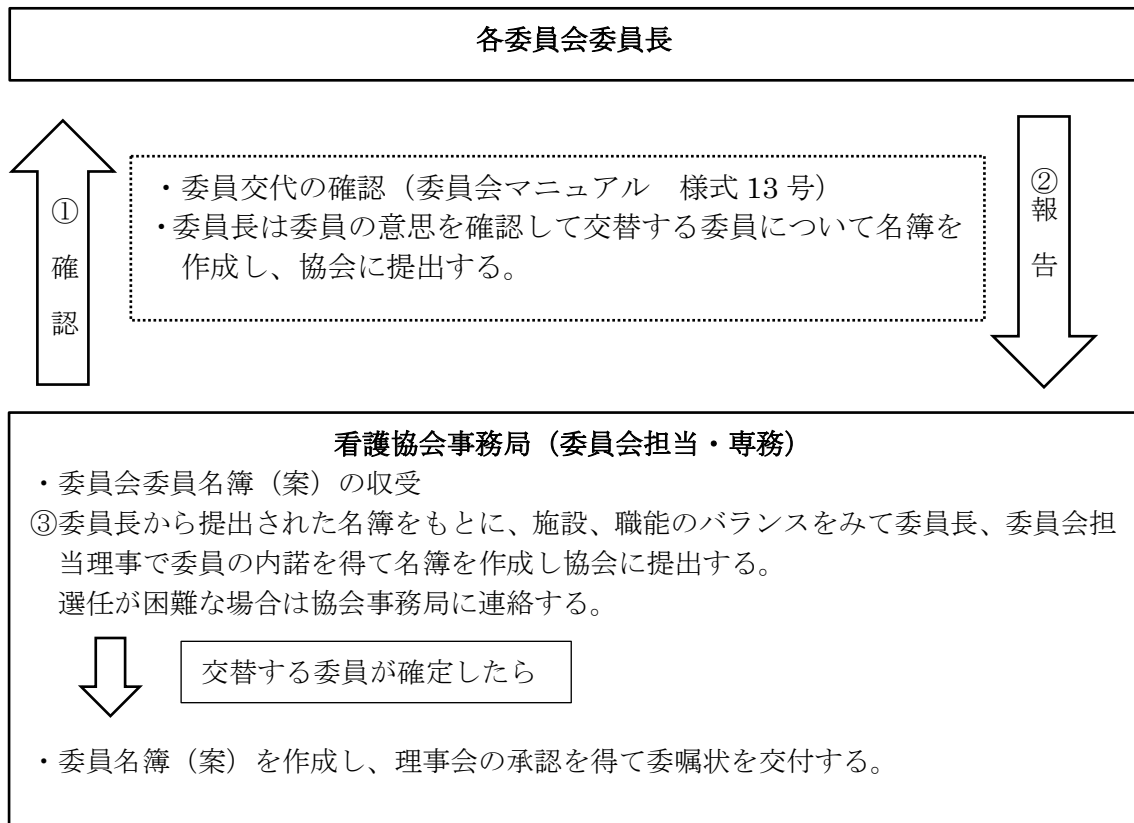 各委員会委員長
①確認
・委員交代の確認（委員会マニュアル　様式 13 号）
・委員長は委員の意思を確認して交替する委員について名簿を
作成し、協会に提出する。
②報告
看護協会事務局（委員会担当・専務）
・委員会委員名簿（案）の収受
③委員長から提出された名簿をもとに、施設、職能のバランスをみて委員長、委員会担
当理事で委員の内諾を得て名簿を作成し協会に提出する。
選任が困難な場合は協会事務局に連絡する。
交替する委員が確定したら
・委員名簿（案）を作成し、理事会の承認を得て委嘱状を交付する。